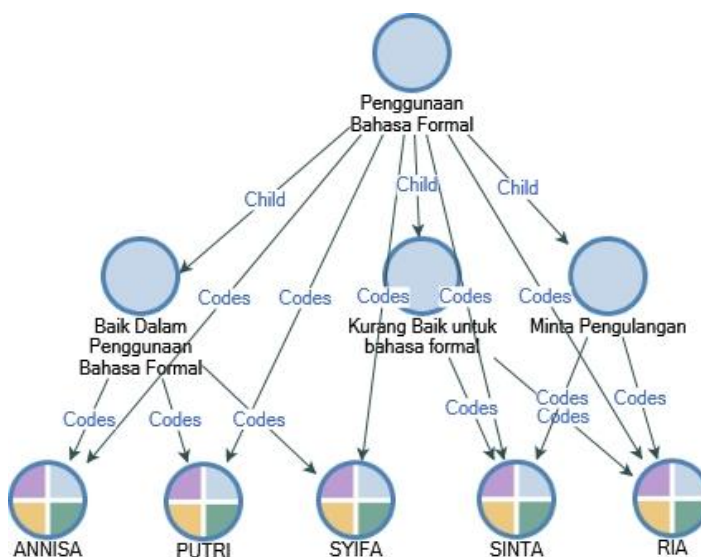 Penggunaan
Bahasa Formal
Child
Child
Child
Codes
Codes
Codes
Codes
Codes
Baik Dalam
Penggunaan
Bahasa Formal
Kurang Baik untuk
bahasa formal
Minta Pengulangan
Codes
Codes
Codes
Codes
Codes
Codes
ANNISA
PUTRI
SYIFA
SINTA
RIA